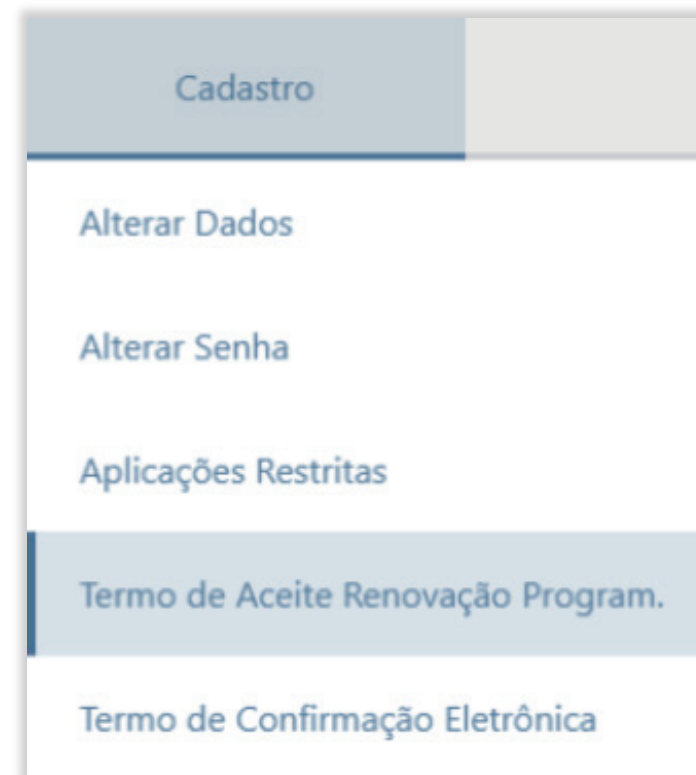 Cadastro
Alterar Dados
Alterar Senha
Aplicações Restritas
Termo de Aceite Renovação Program.
Termo de Confirmação Eletrônica